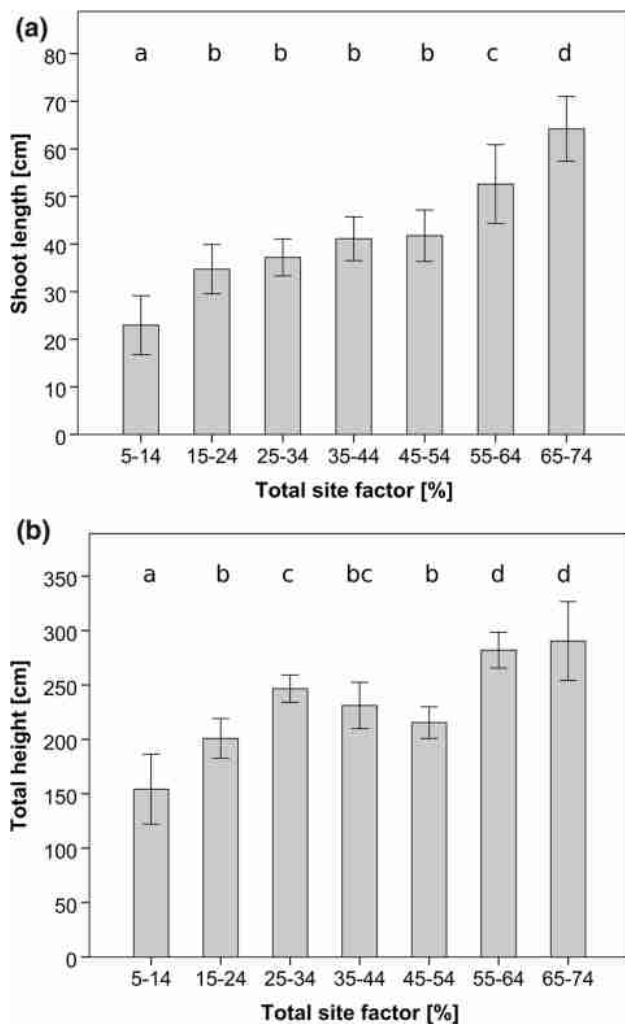 (a)
a b b b b c d
80
70
60
50
40
30
20
10
0
Shoot length [cm]
5-14 15-24 25-34 35-44 45-54 55-64 65-74
Total site factor [%]
(b)
a b c bc b d d
350
300
250
200
150
100
50
0
Total height [cm]
5-14 15-24 25-34 35-44 45-54 55-64 65-74
Total site factor [%]